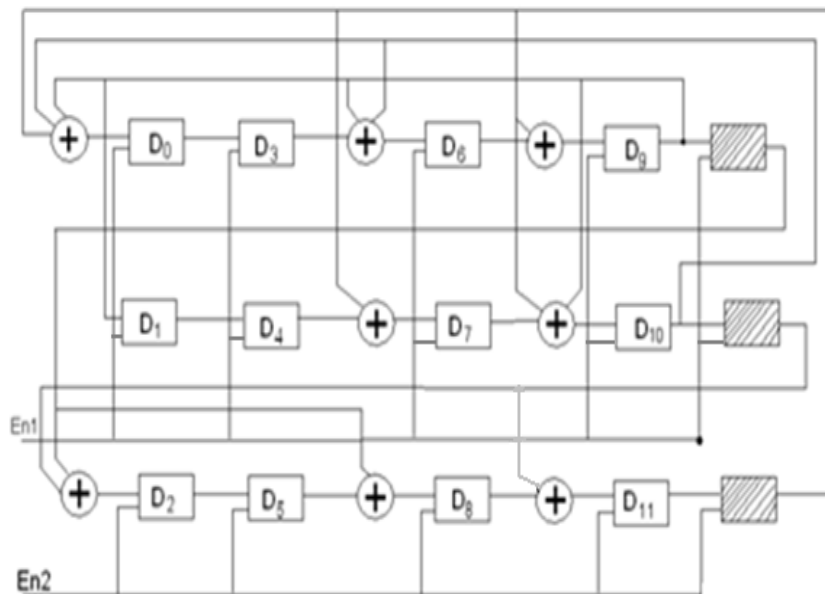 + D₀ D₃ + D₆ + D₉
D₁ D₄ + D₇ + D₁₀
En1
+ D₂ D₅ + D₈ + D₁₁
En2